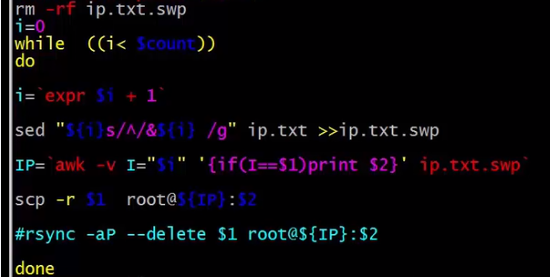 rm -rf ip.txt.swp
i=0
while ((i< $count))
do
i=`expr $i + 1`
sed "${i}s/^/&${i} /g" ip.txt >>ip.txt.swp
IP=`awk -v I="$i" '{if(I==$1)print $2}' ip.txt.swp`
scp -r $1 root@${IP}:$2
#rsync -aP --delete $1 root@${IP}:$2
done